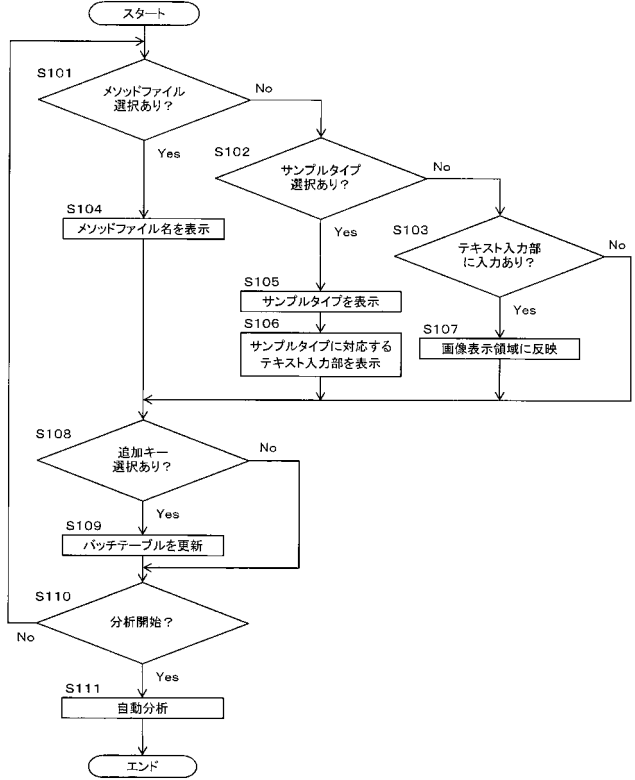 スタート
S101
メソッドファイル
選択あり？
No
Yes
S102
サンプルタイプ
選択あり？
No
Yes
S103
テキスト入力部
に入力あり？
No
Yes
S104
メソッドファイル名を表示
S105
サンプルタイプを表示
S106
サンプルタイプに対応する
テキスト入力部を表示
S107
画像表示領域に反映
S108
追加キー
選択あり？
No
Yes
S109
バッチテーブルを更新
S110
分析開始？
No
Yes
S111
自動分析
エンド